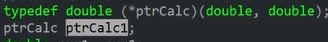 typedef double (*ptrCalc)(double, double);
ptrCalc ptrCalc1;